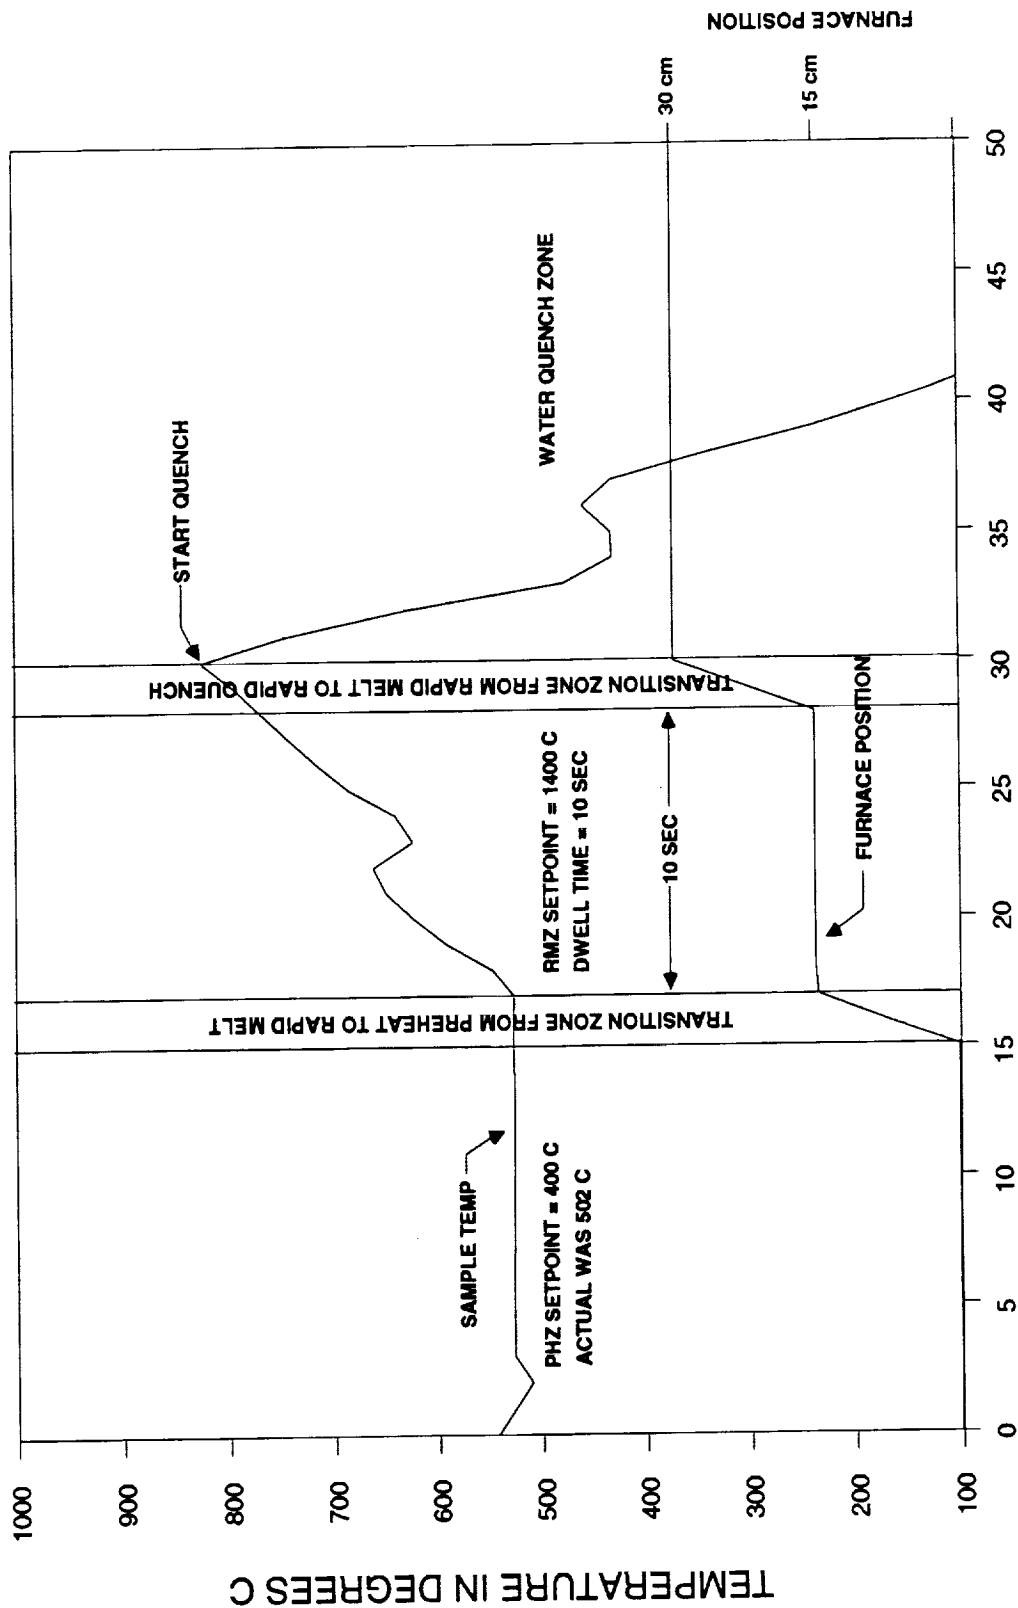 TEMPERATURE IN DEGREES C
1000
900
800
700
600
500
400
300
200
100
START QUENCH
WATER QUENCH ZONE
SAMPLE TEMP
PHZ SETPOINT = 400 C
ACTUAL WAS 502 C
TRANSITION ZONE FROM PREHEAT TO RAPID MELT
RMZ SETPOINT = 1400 C
DWELL TIME = 10 SEC
10 SEC
TRANSITION ZONE FROM RAPID MELT TO RAPID QUENCH
FURNACE POSITION
30 cm
15 cm
FURNACE POSITION
0
5
10
15
20
25
30
35
40
45
50